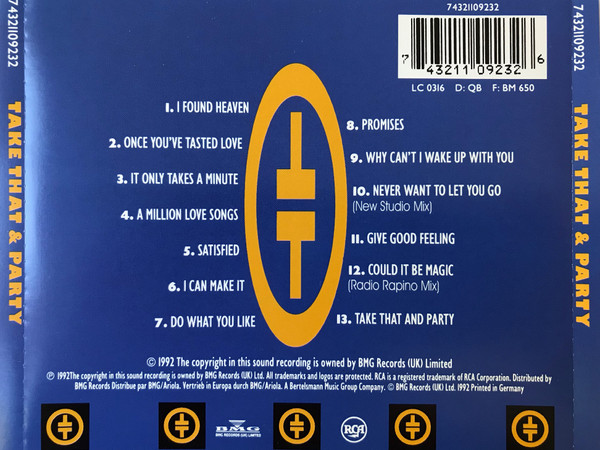 74321109232
74321109232
74321109232
TAKE THAT & PARTY
TAKE THAT & PARTY
7 43211 09232 6
LC 0316 D: QB F: BM 650
1. I FOUND HEAVEN
2. ONCE YOU'VE TASTED LOVE
3. IT ONLY TAKES A MINUTE
4. A MILLION LOVE SONGS
5. SATISFIED
6. I CAN MAKE IT
7. DO WHAT YOU LIKE
8. PROMISES
9. WHY CAN'T I WAKE UP WITH YOU
10. NEVER WANT TO LET YOU GO
(New Studio Mix)
11. GIVE GOOD FEELING
12. COULD IT BE MAGIC
(Radio Rapino Mix)
13. TAKE THAT AND PARTY
© 1992 The copyright in this sound recording is owned by BMG Records (UK) Limited
℗ 1992The copyright in this sound recording is owned by BMG Records (UK) Ltd. All trademarks and logos are protected. RCA is a registered trademark of RCA Corporation. Distributed by
BMG Records Distribue par BMG/Ariola. Vertrieb in Europa durch BMG/Ariola. A Bertelsmann Music Group Company. © BMG Records (UK) Ltd. 1992 Printed in Germany
BMG
BMG RECORDS (UK) LIMITED
RCA